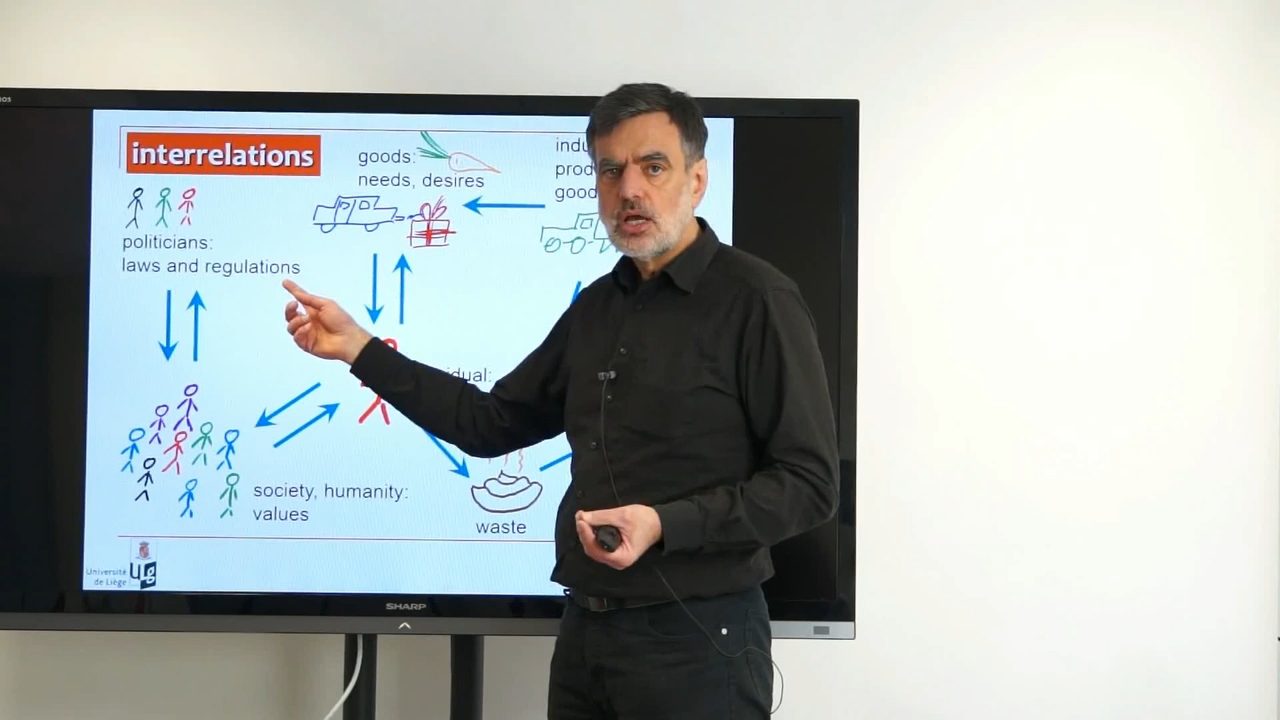 interrelations
goods:
needs, desires
politicians:
laws and regulations
society, humanity:
values
waste
Université
de Liège
SHARP